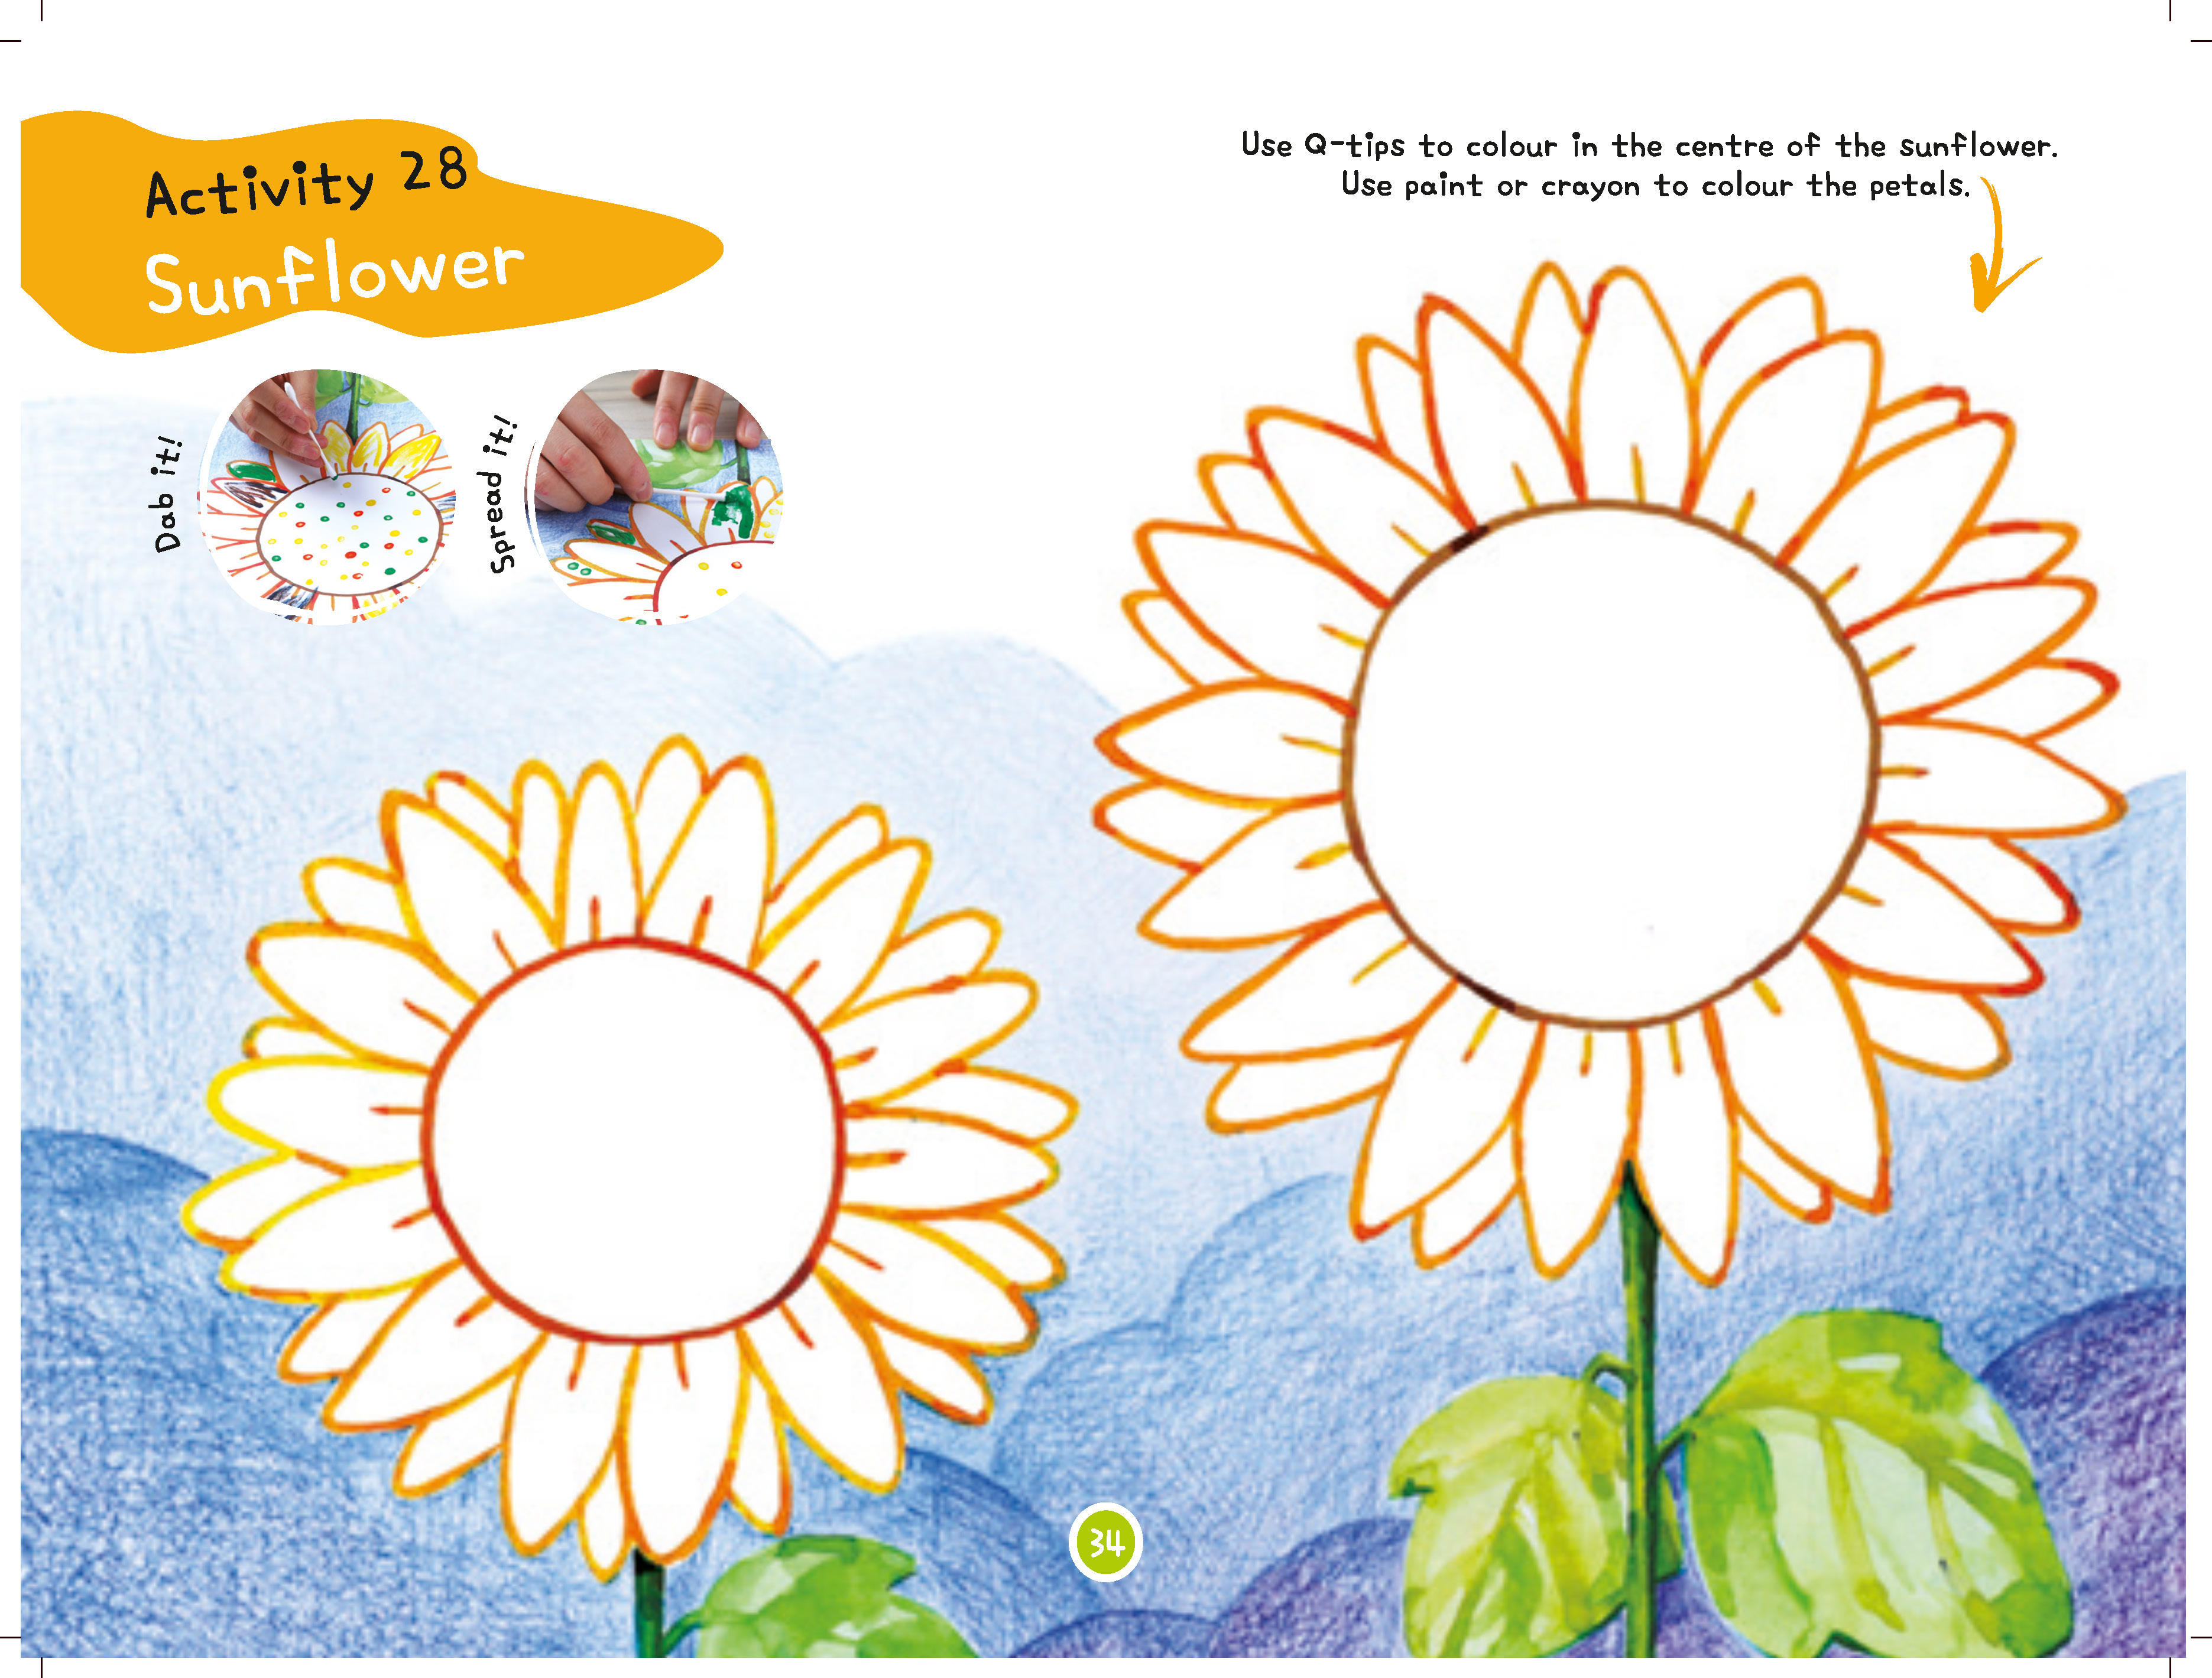 Activity 28
Sunflower
Use Q-tips to colour in the centre of the sunflower.
Use paint or crayon to colour the petals.
Dab it!
Spread it!
34